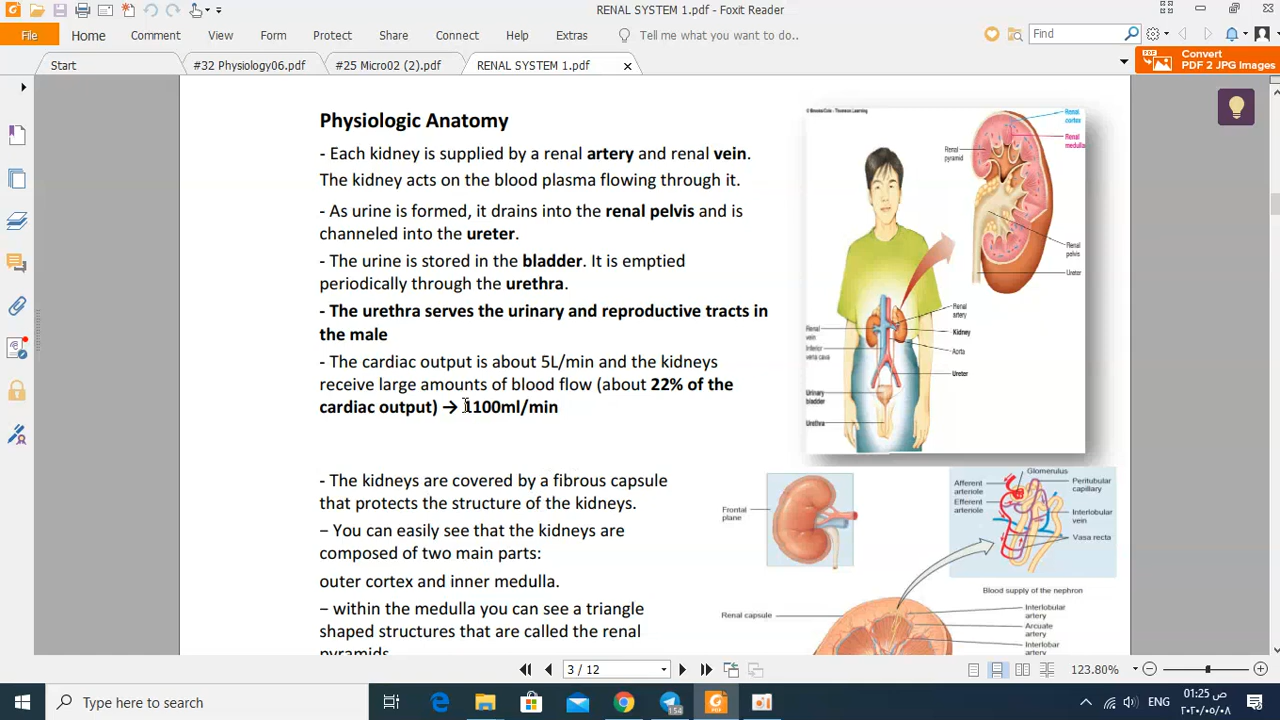 RENAL SYSTEM 1.pdf - Foxit Reader
File Home Comment View Form Protect Share Connect Help Extras Tell me what you want to do.. Find
Start #32 Physiology06.pdf #25 Micro02 (2).pdf RENAL SYSTEM 1.pdf
Convert
PDF 2 JPG Images
Physiologic Anatomy
- Each kidney is supplied by a renal artery and renal vein.
The kidney acts on the blood plasma flowing through it.
- As urine is formed, it drains into the renal pelvis and is
channeled into the ureter.
- The urine is stored in the bladder. It is emptied
periodically through the urethra.
- The urethra serves the urinary and reproductive tracts in
the male
- The cardiac output is about 5L/min and the kidneys
receive large amounts of blood flow (about 22% of the
cardiac output) → 1100ml/min
Renal
cortex
Renal
medulla
Renal
pyramid
Renal
pelvis
Ureter
Renal
artery
Renal
vein
Kidney
Inferior
vena cava
Aorta
Ureter
Urinary
bladder
Urethra
- The kidneys are covered by a fibrous capsule
that protects the structure of the kidneys.
– You can easily see that the kidneys are
composed of two main parts:
outer cortex and inner medulla.
– within the medulla you can see a triangle
shaped structures that are called the renal
pyramids
Frontal
plane
Glomerulus
Afferent
arteriole
Peritubular
capillary
Efferent
arteriole
Interlobular
vein
Vasa recta
Blood supply of the nephron
Renal capsule
Interlobular
artery
Arcuate
artery
Interlobar
artery
3 / 12
123.80%
Type here to search
154
ENG
01:25 ص
٢٠٢٠/٠٥/٠٨